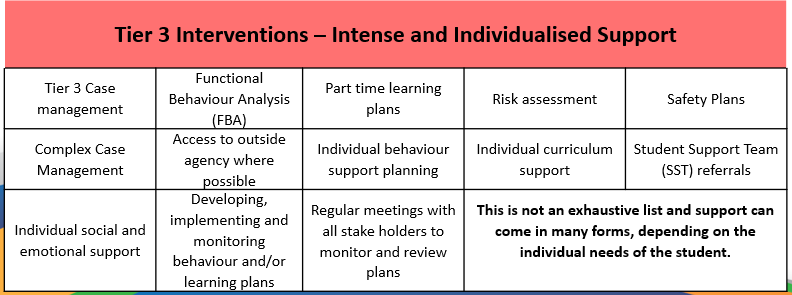 Tier 3 Interventions – Intense and Individualised Support
Tier 3 Case
management
Functional
Behaviour Analysis
(FBA)
Part time learning
plans
Risk assessment
Safety Plans
Complex Case
Management
Access to outside
agency where
possible
Individual behaviour
support planning
Individual curriculum
support
Student Support Team
(SST) referrals
Individual social and
emotional support
Developing,
implementing and
monitoring
behaviour and/or
learning plans
Regular meetings with
all stake holders to
monitor and review
plans
This is not an exhaustive list and support can
come in many forms, depending on the
individual needs of the student.